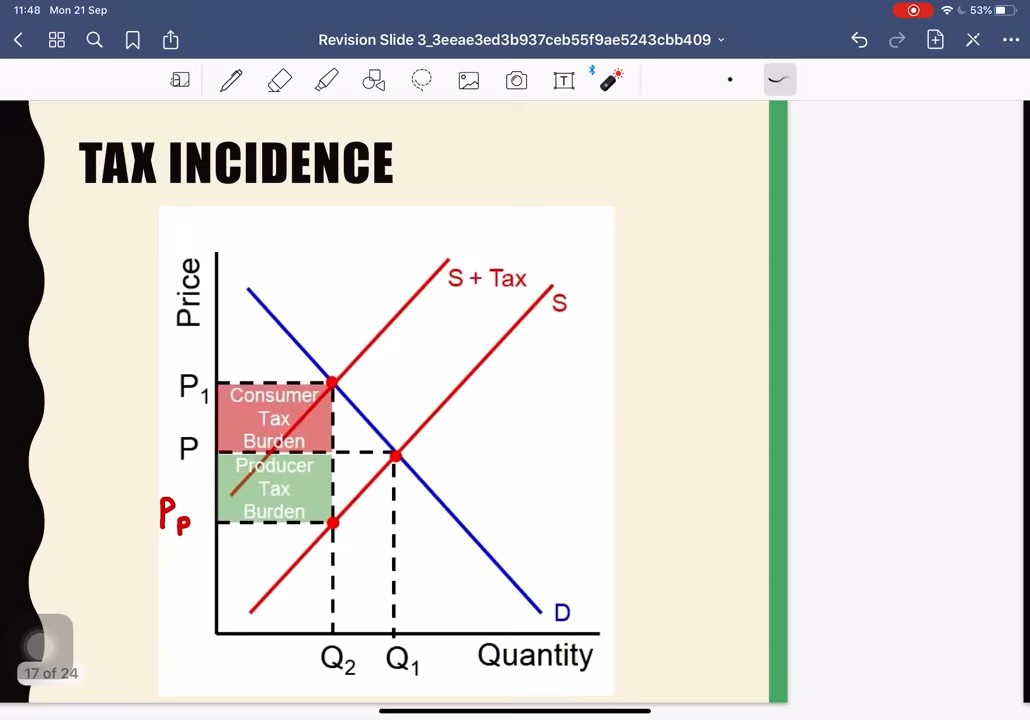 11:48 Mon 21 Sep
53%
Revision Slide 3_3eeae3ed3b937ceb55f9ae5243cbb409
T
TAX INCIDENCE
Price
S + Tax
S
P1
Consumer
Tax
Burden
P
Producer
Tax
Burden
Pp
D
Q2
Q1
Quantity
17 of 24